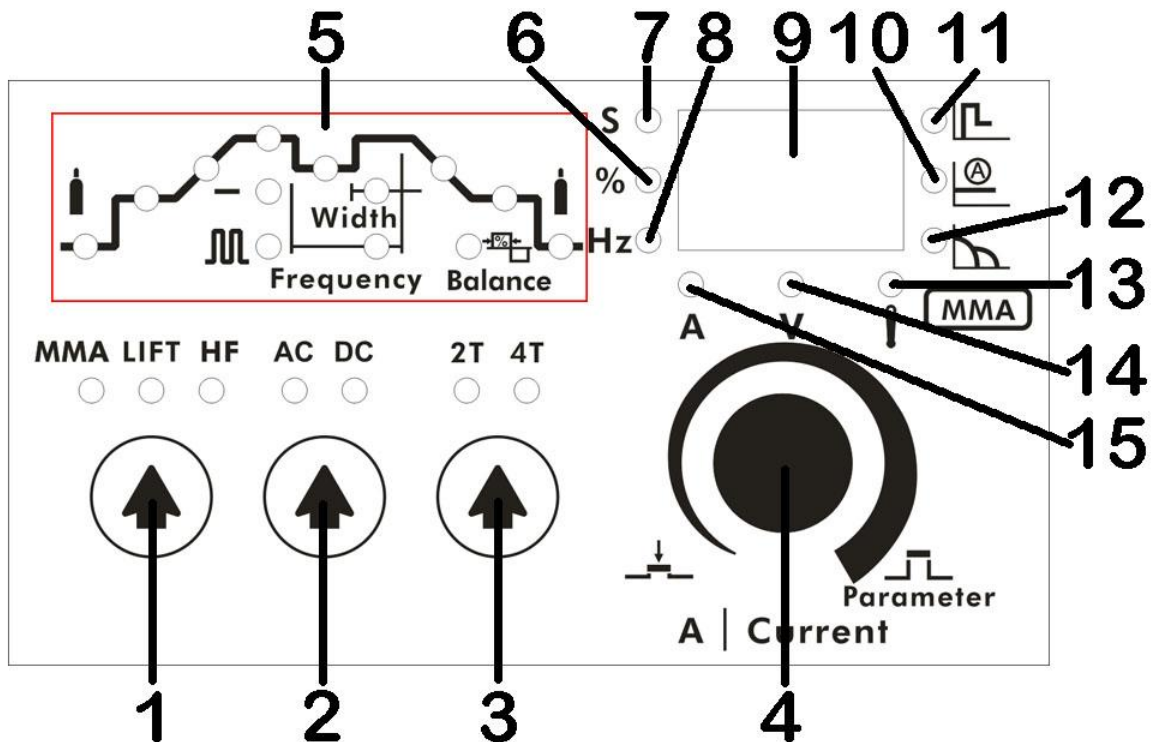 5 6 7 8 9 10 11
S
%
Width
Hz
Frequency Balance
12
13
A V MMA
14
15
MMA LIFT HF AC DC 2T 4T
Parameter
A | Current
1 2 3 4